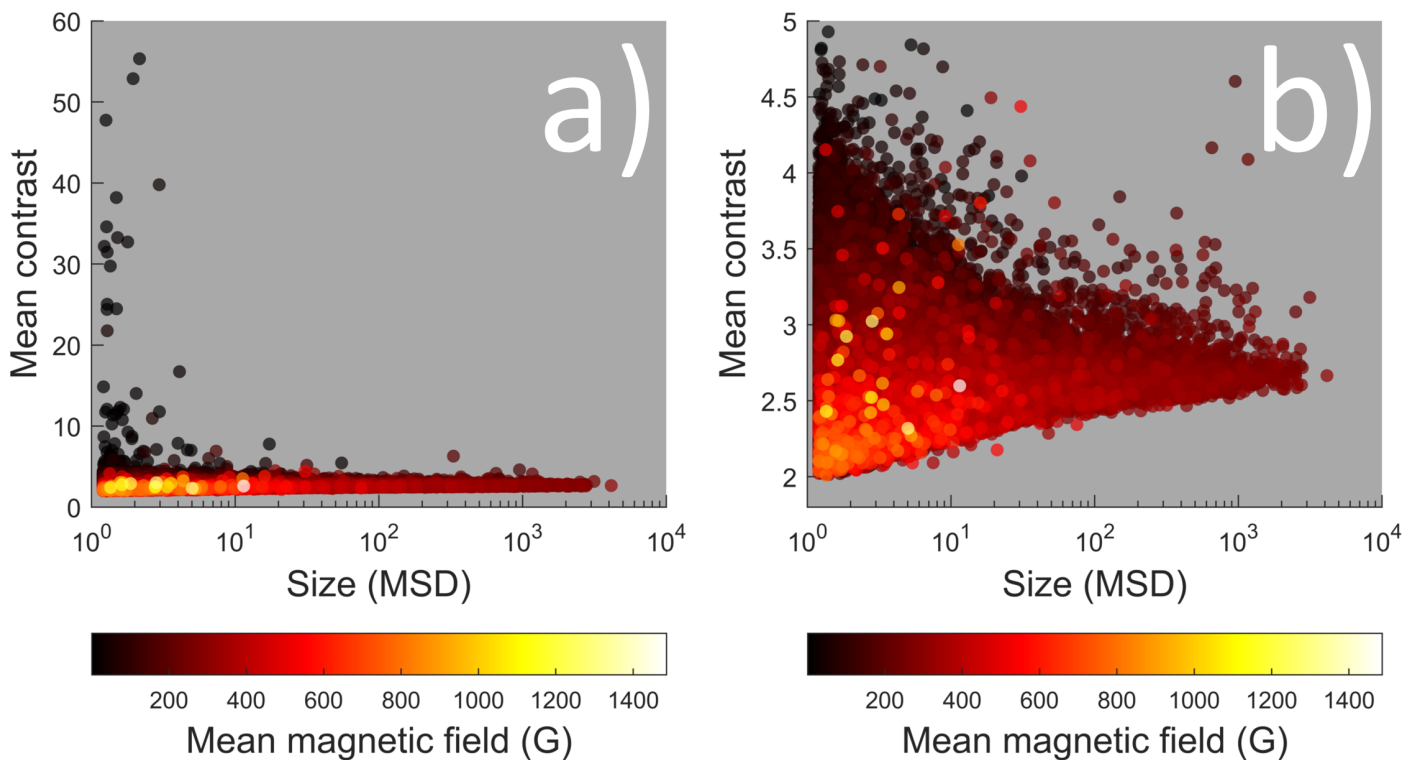 60
50
40
30
20
10
0
Mean contrast
a)
10^0 10^1 10^2 10^3 10^4
Size (MSD)
200 400 600 800 1000 1200 1400
Mean magnetic field (G)
5
4.5
4
3.5
3
2.5
2
Mean contrast
b)
10^0 10^1 10^2 10^3 10^4
Size (MSD)
200 400 600 800 1000 1200 1400
Mean magnetic field (G)